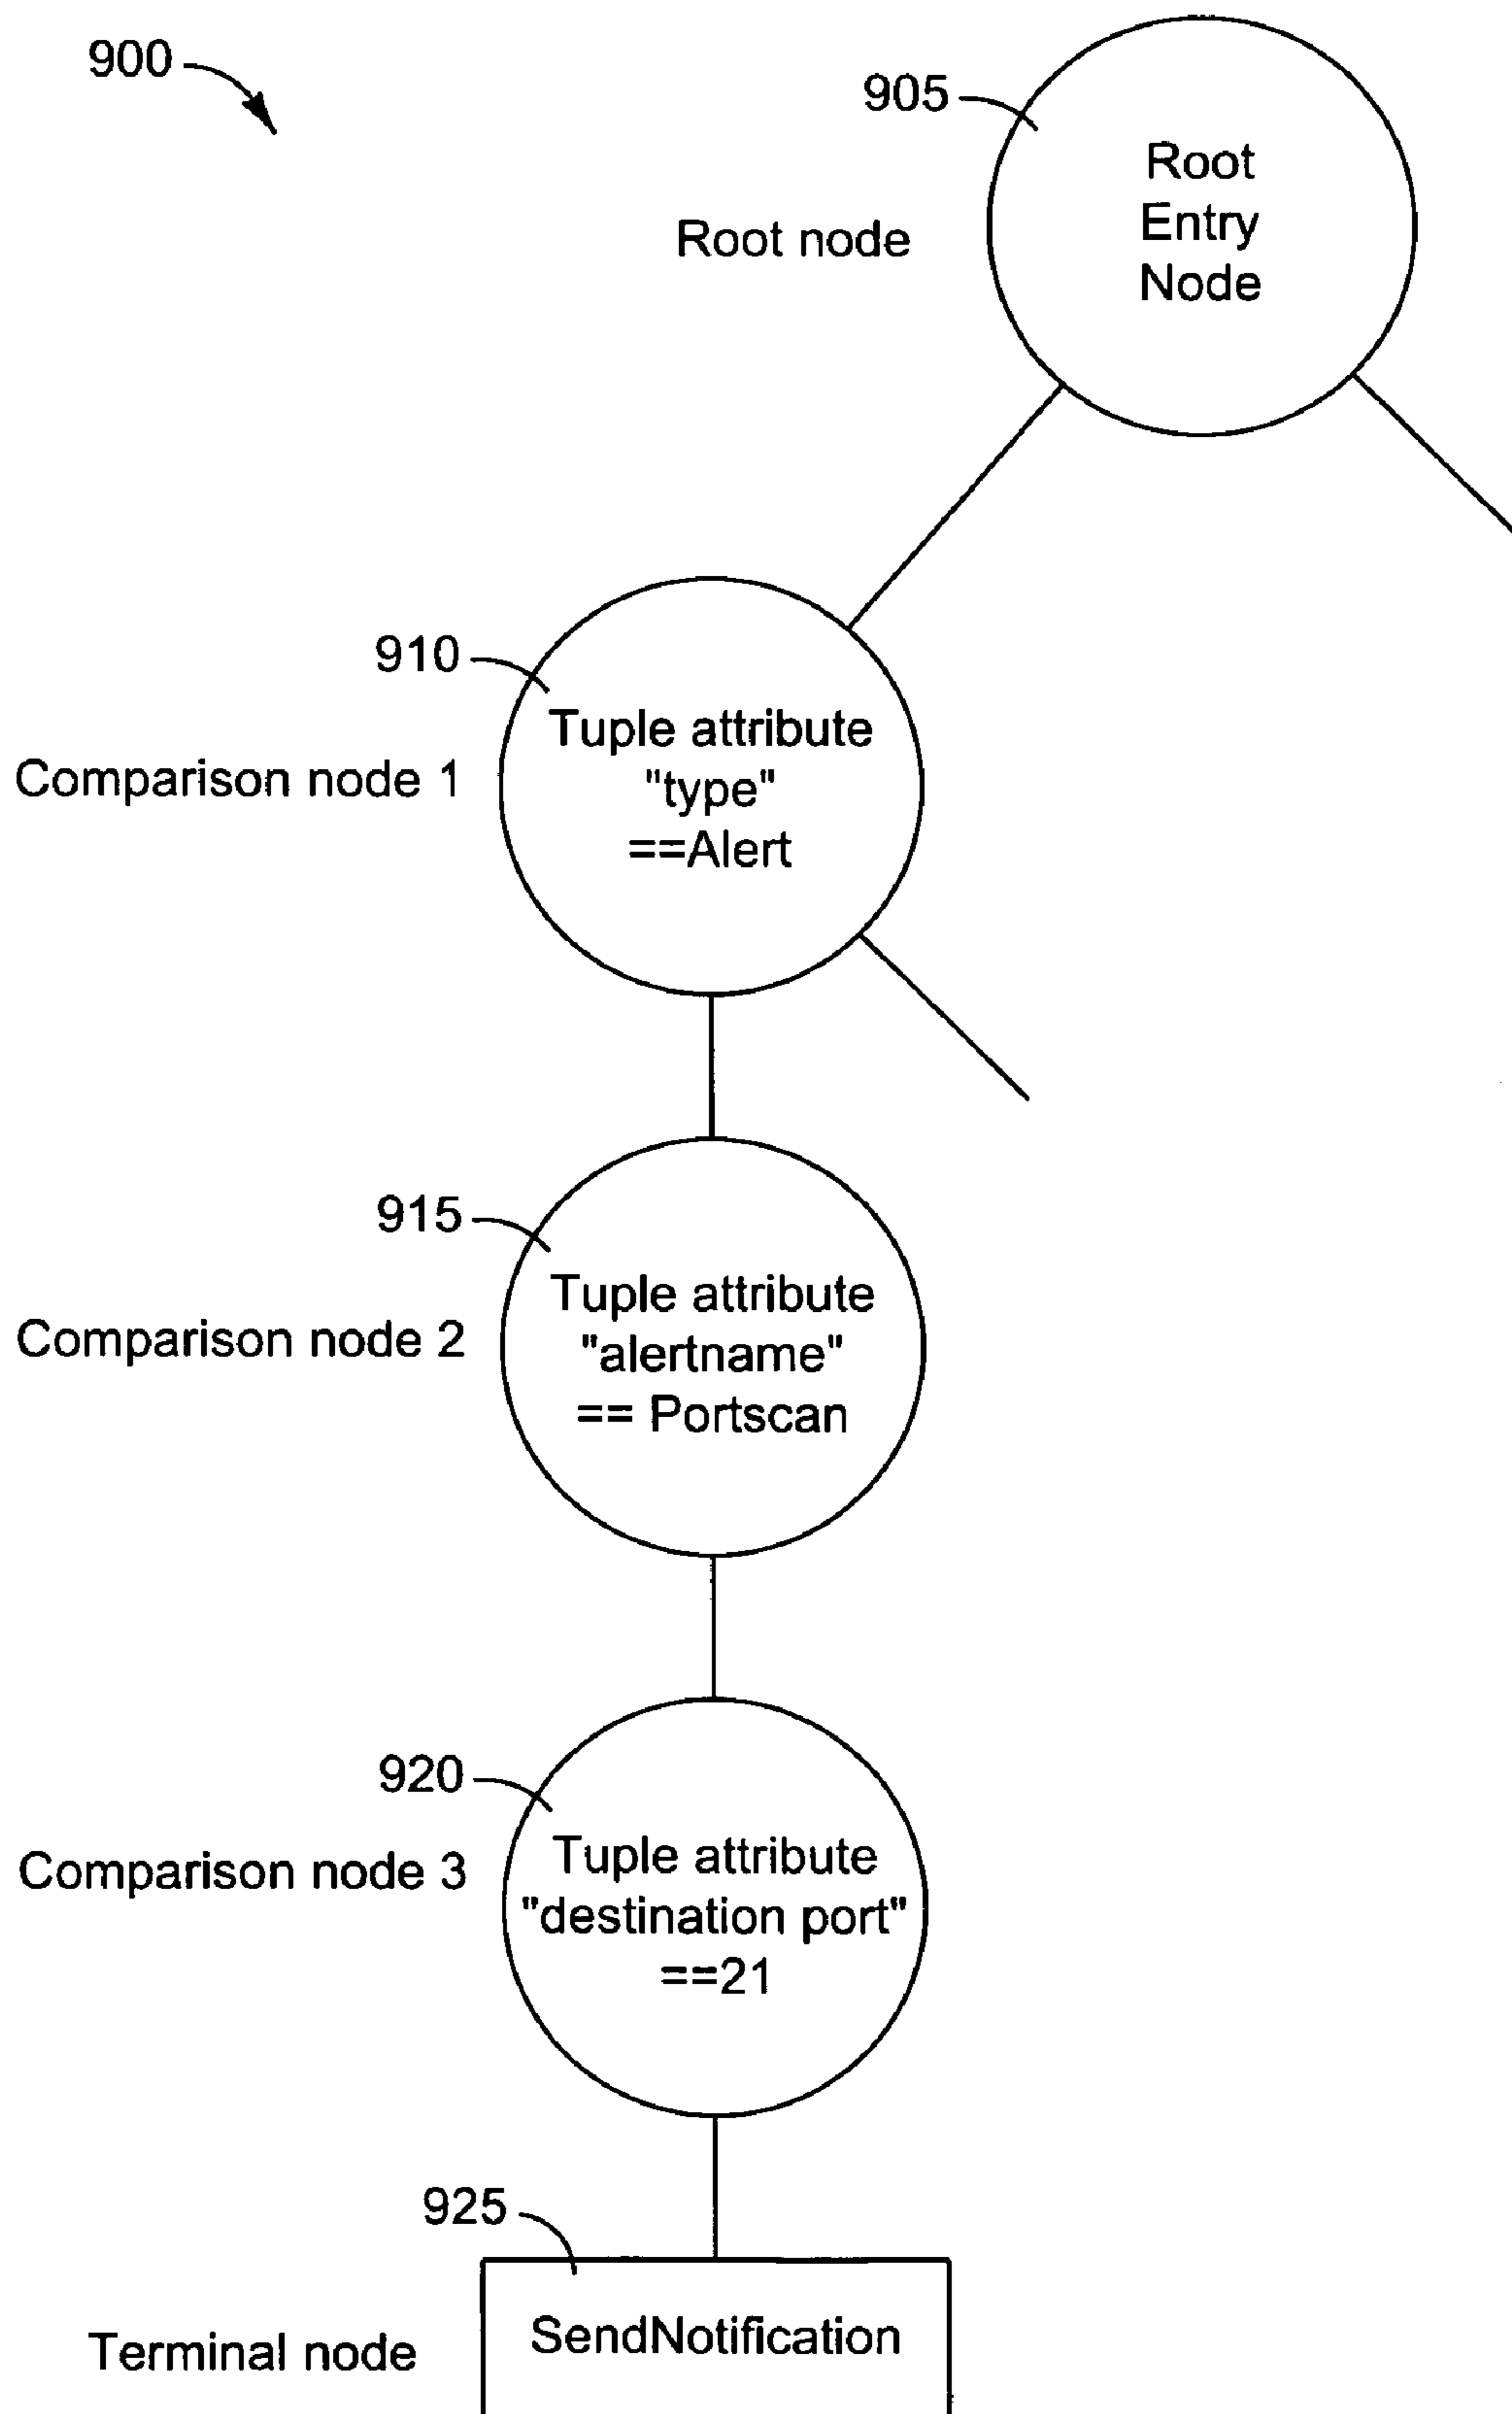 900
905
Root
Entry
Node
Root node
910
Tuple attribute
"type"
==Alert
Comparison node 1
915
Tuple attribute
"alertname"
== Portscan
Comparison node 2
920
Tuple attribute
"destination port"
==21
Comparison node 3
925
SendNotification
Terminal node